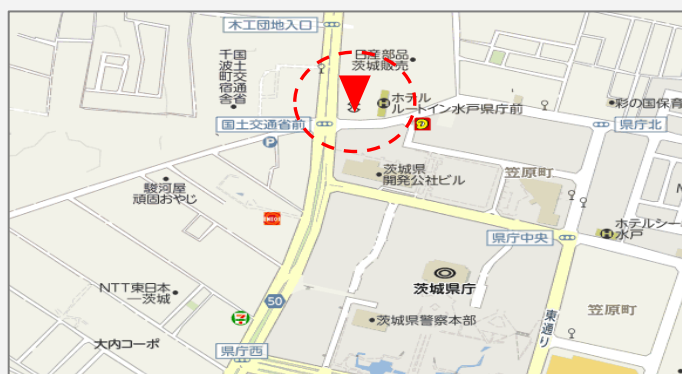 木工団地入口
千国
波土
町交
宿通
舎省
日産部品
茨城販売
ホテル
ルートイン水戸県庁前
彩の国保育
国土交通省前
県庁北
P
茨城県
開発公社ビル
笠原町
駿河屋
頑固おやじ
ホテルシー
水戸
県庁中央
NTT東日本
―茨城
茨城県庁
50
笠原町
茨城県警察本部
東通り
大内コーポ
県庁西